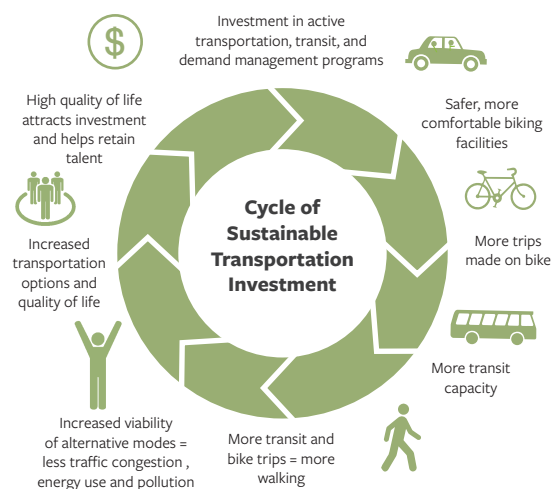 $
Investment in active
transportation, transit, and
demand management programs
Safer, more
comfortable biking
facilities
More trips
made on bike
More transit
capacity
More transit and
bike trips = more
walking
Increased viability
of alternative modes =
less traffic congestion ,
energy use and pollution
Increased
transportation
options and
quality of life
High quality of life
attracts investment
and helps retain
talent
Cycle of
Sustainable
Transportation
Investment